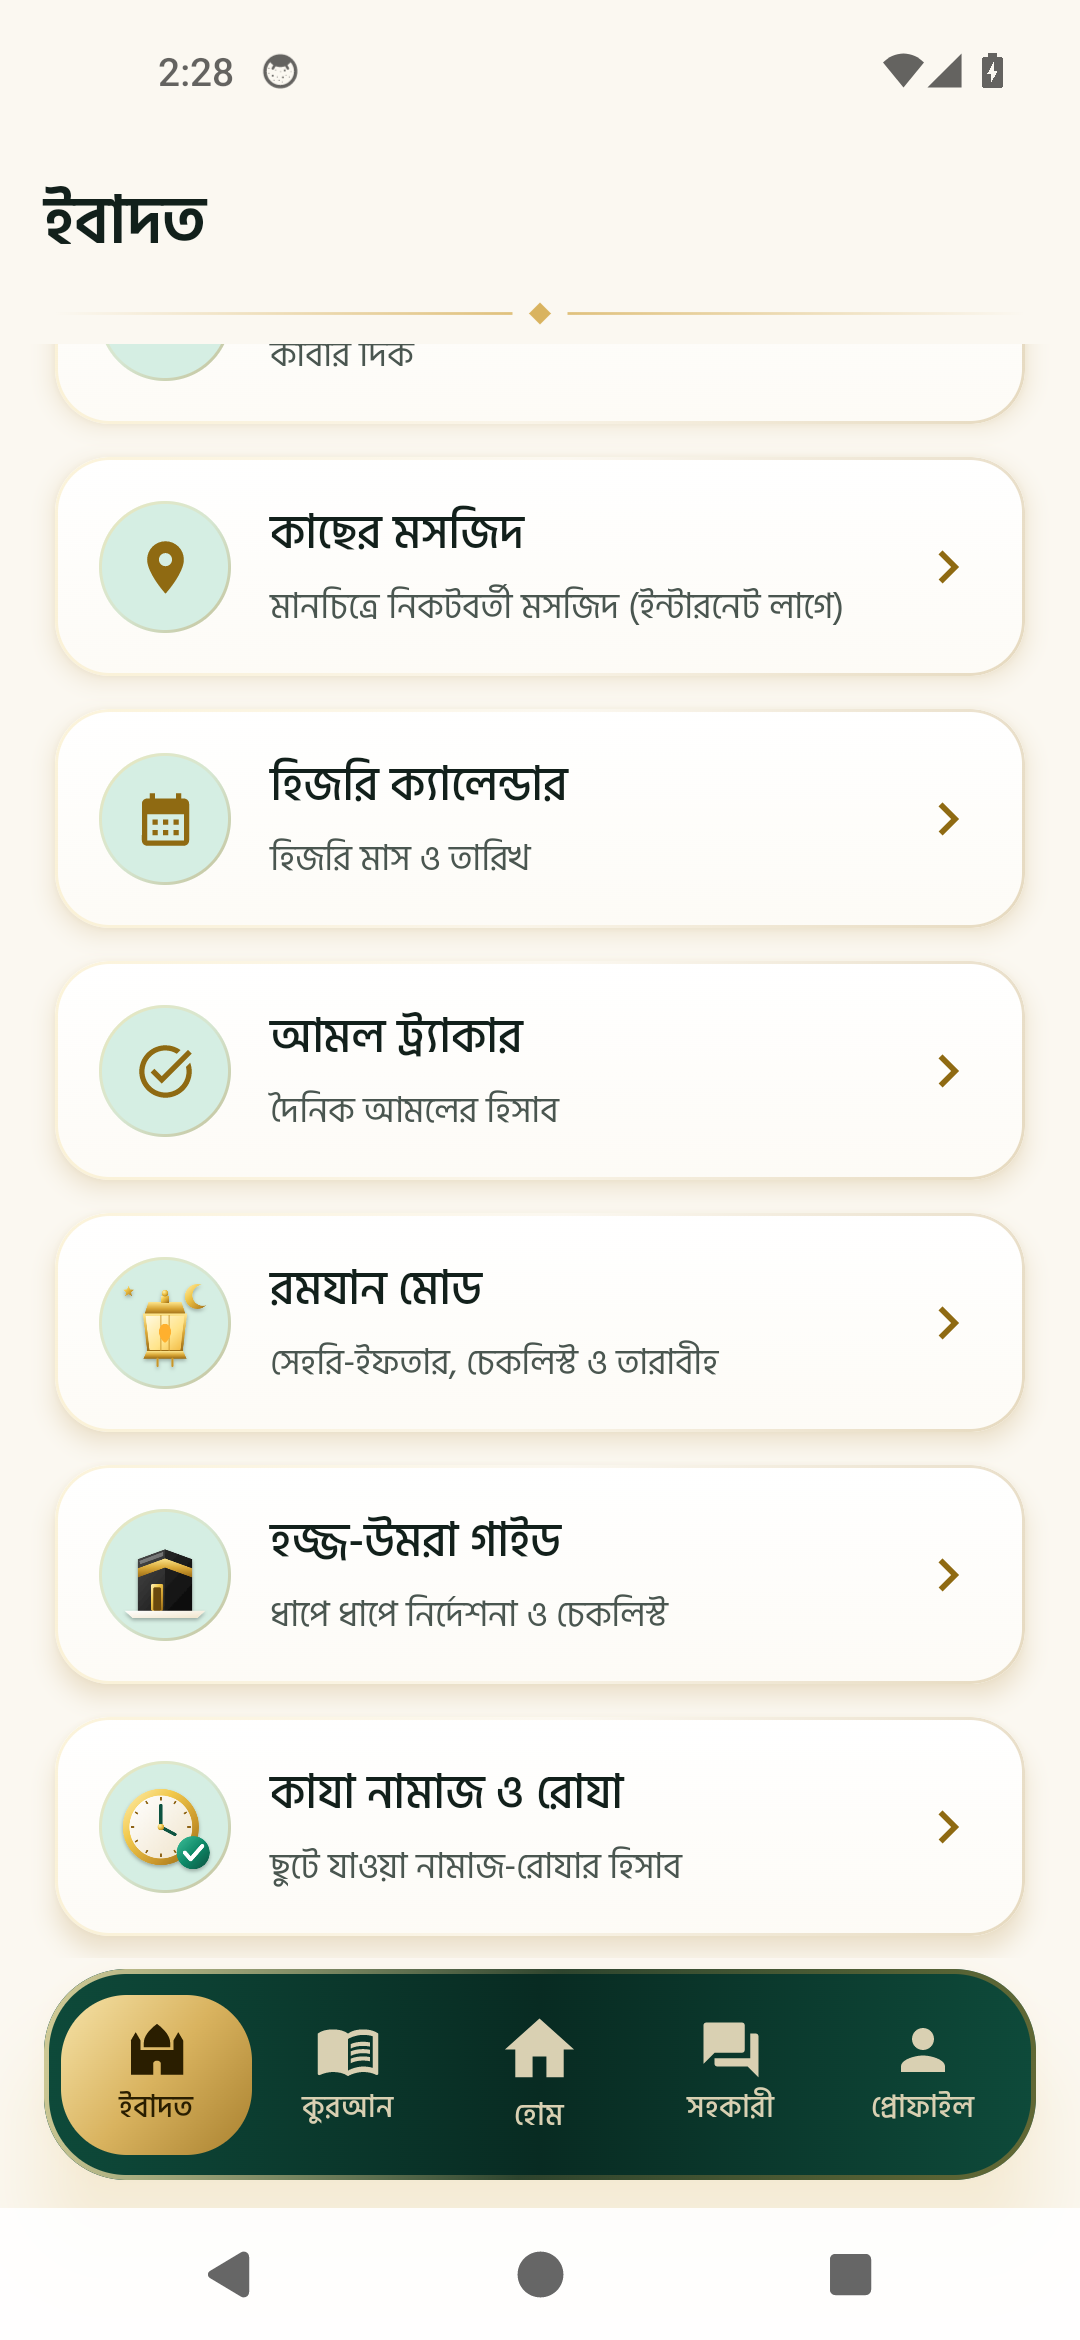 2:28
ইবাদত
কাবার দিক
কাছের মসজিদ
মানচিত্রে নিকটবর্তী মসজিদ (ইন্টারনেট লাগে)
হিজরি ক্যালেন্ডার
হিজরি মাস ও তারিখ
আমল ট্র্যাকার
দৈনিক আমলের হিসাব
রমযান মোড
সেহরি-ইফতার, চেকলিস্ট ও তারাবীহ
হজ্জ-উমরা গাইড
ধাপে ধাপে নির্দেশনা ও চেকলিস্ট
কাযা নামাজ ও রোযা
ছুটে যাওয়া নামাজ-রোযার হিসাব
ইবাদত
কুরআন
হোম
সহকারী
প্রোফাইল